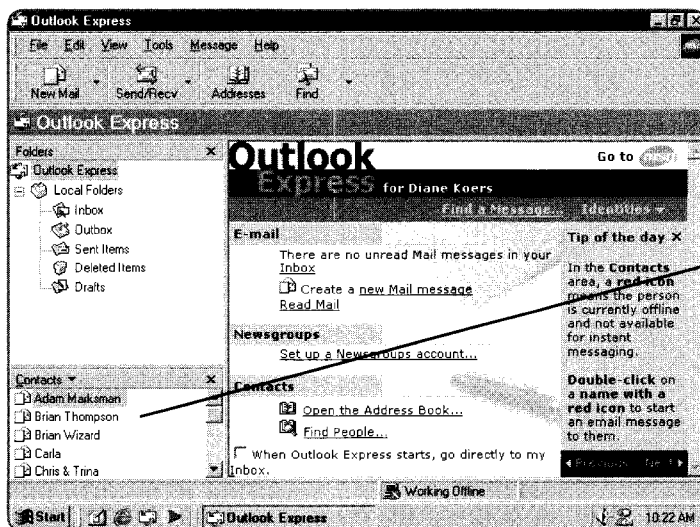 Outlook Express
File Edit View Tools Message Help
New Mail Send/Recv Addresses Find
Outlook Express
Folders
Outlook Express
Local Folders
Inbox
Outbox
Sent Items
Deleted Items
Drafts
Contacts
Adam Marksman
Brian Thompson
Brian Wizard
Carla
Chris & Trina
Outlook
Express for Diane Koers
Go to msn
Find a Message... Identities
E-mail
There are no unread Mail messages in your
Inbox
Create a new Mail message
Read Mail
Newsgroups
Set up a Newsgroups account...
Contacts
Open the Address Book...
Find People...
When Outlook Express starts, go directly to my
Inbox.
Tip of the day X
In the Contacts
area, a red icon
means the person
is currently offline
and not available
for instant
messaging.
Double-click on
a name with a
red icon to start
an email message
to them.
Previous Next
Working Offline
Start Outlook Express 10:22 AM